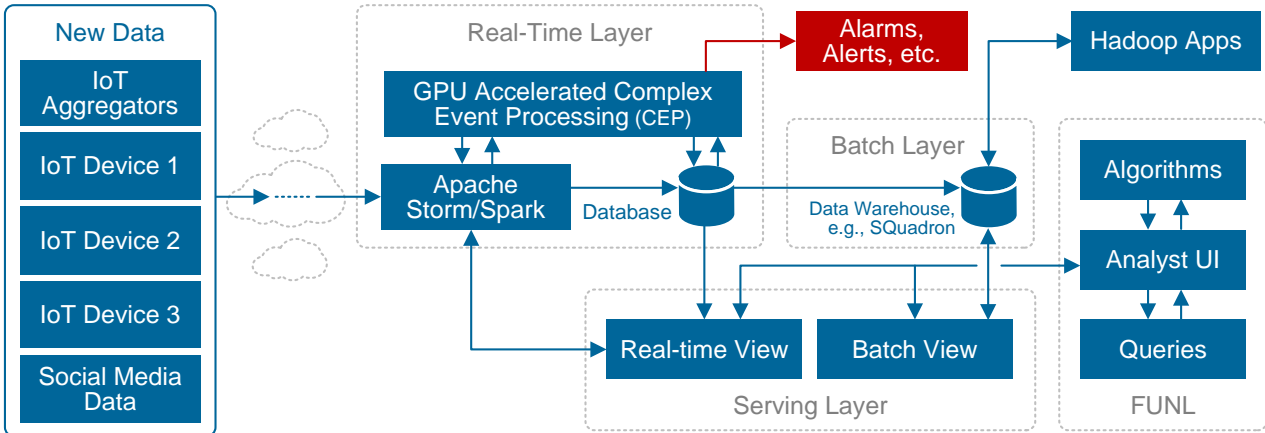 New Data
IoT
Aggregators
IoT Device 1
IoT Device 2
IoT Device 3
Social Media
Data
Real-Time Layer
GPU Accelerated Complex
Event Processing (CEP)
Apache
Storm/Spark
Database
Alarms,
Alerts, etc.
Hadoop Apps
Batch Layer
Data Warehouse,
e.g., SQuadron
Real-time View
Batch View
Serving Layer
Algorithms
Analyst UI
Queries
FUNL